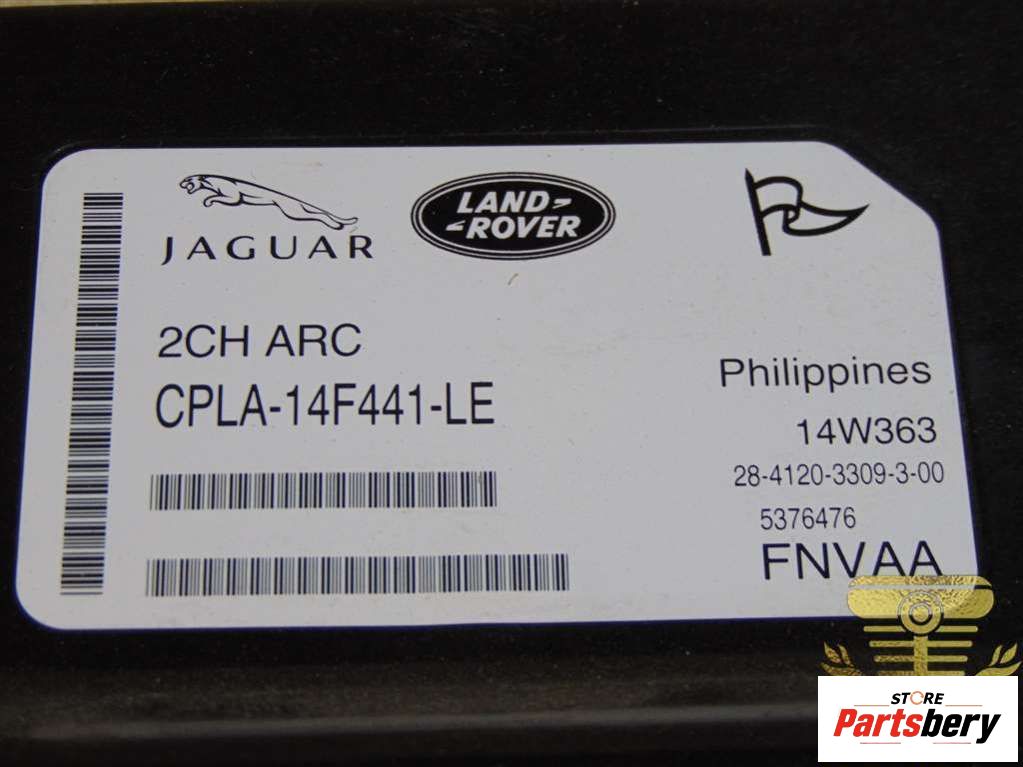 JAGUAR
LAND-
-ROVER
2CH ARC
CPLA-14F441-LE
Philippines
14W363
28-4120-3309-3-00
5376476
FNVAA
STORE
Partsbery